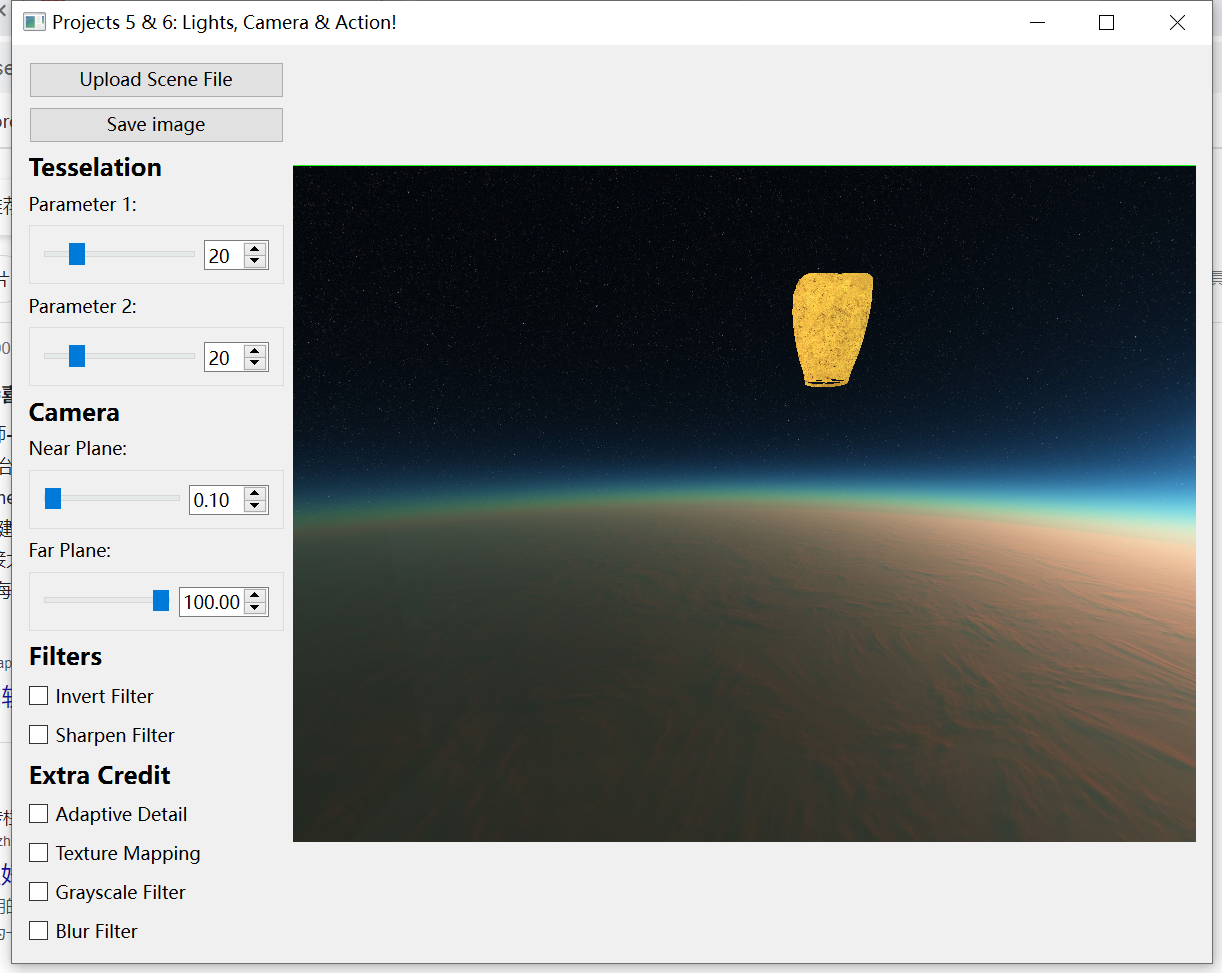 Projects 5 & 6: Lights, Camera & Action!
Upload Scene File
Save image
Tesselation
Parameter 1:
20
Parameter 2:
20
Camera
Near Plane:
0.10
Far Plane:
100.00
Filters
Invert Filter
Sharpen Filter
Extra Credit
Adaptive Detail
Texture Mapping
Grayscale Filter
Blur Filter